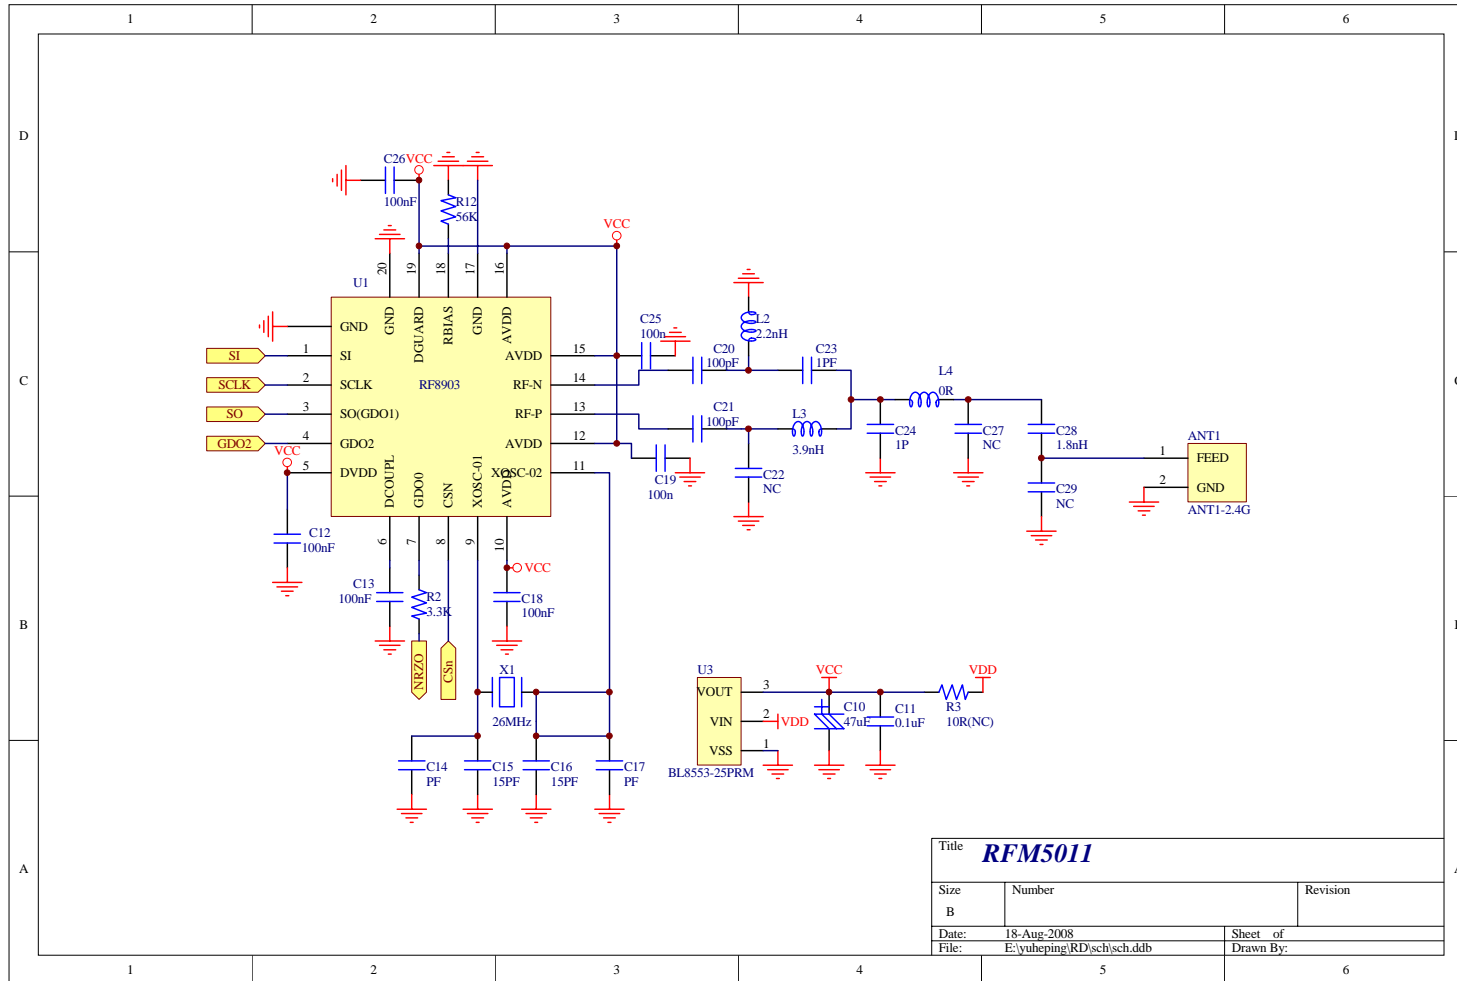 1 2 3 4 5 6
D
C26 VCC
100nF
R12
56K
VCC
20 19 18 17 16
U1
GND DGUARD RBIAS GND AVDD
GND
SI 1 SI
SCLK 2 SCLK
SO 3 SO(GDO1)
GDO2 4 GDO2
VCC
5 DVDD
RF8903
AVDD 15
RF-N 14
RF-P 13
AVDD 12
XOSC-02 11
DCOUPL GDO0 CSN XOSC-01 AVDD
6 7 8 9 10
C
C25
100n
L2
2.2nH
C20
100pF
C23
1PF
L4
0R
C21
100pF
L3
3.9nH
C24
1P
C27
NC
C28
1.8nH
C19
100n
C22
NC
C29
NC
ANT1
1 FEED
2 GND
ANT1-2.4G
C12
100nF
VCC
C13
100nF
R2
3.3K
C18
100nF
B
NRZO
CSn
X1
26MHz
C14
PF
C15
15PF
C16
15PF
C17
PF
U3
VOUT 3
VIN 2 VDD
VSS 1
BL8553-25PRM
VCC
VDD
C10
47uF
C11
0.1uF
R3
10R(NC)
A
A
Title RFM5011
Size Number Revision
B
Date: 18-Aug-2008 Sheet of
File: E:\yuheping\RD\sch\sch.ddb Drawn By:
1 2 3 4 5 6